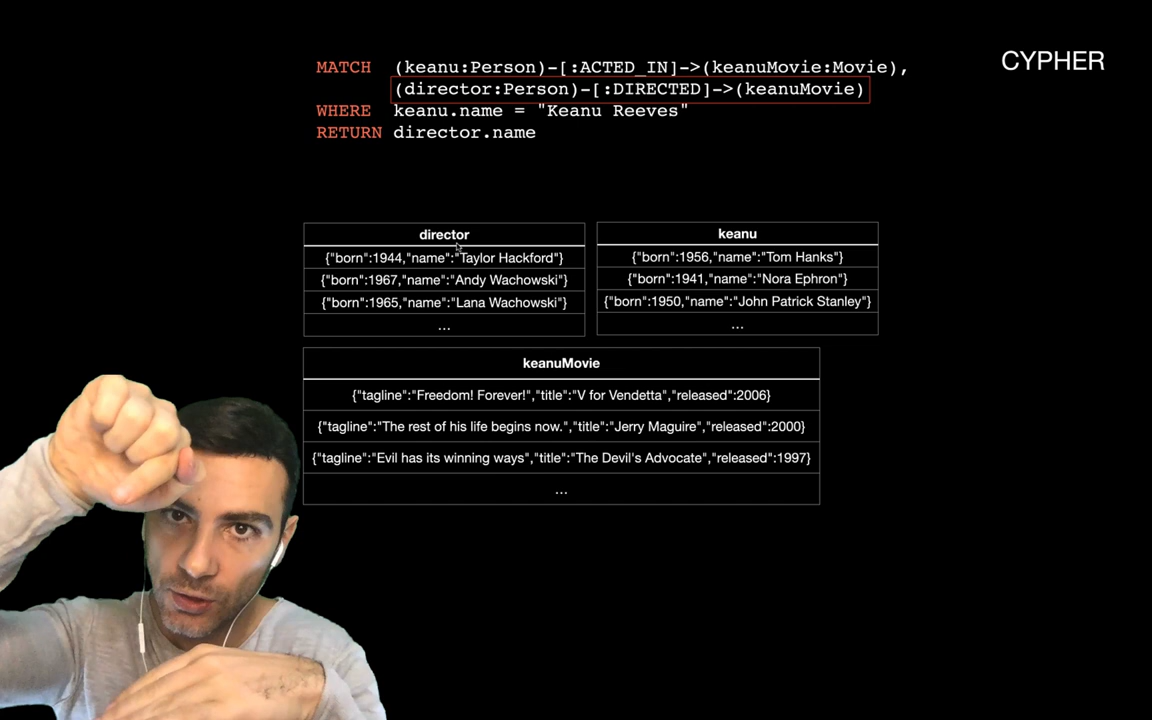 CYPHER
MATCH (keanu:Person)-[:ACTED_IN]->(keanuMovie:Movie),
(director:Person)-[:DIRECTED]->(keanuMovie)
WHERE keanu.name = "Keanu Reeves"
RETURN director.name
director
{"born":1944,"name":"Taylor Hackford"}
{"born":1967,"name":"Andy Wachowski"}
{"born":1965,"name":"Lana Wachowski"}
...
keanu
{"born":1956,"name":"Tom Hanks"}
{"born":1941,"name":"Nora Ephron"}
{"born":1950,"name":"John Patrick Stanley"}
...
keanuMovie
{"tagline":"Freedom! Forever!","title":"V for Vendetta","released":2006}
{"tagline":"The rest of his life begins now.","title":"Jerry Maguire","released":2000}
{"tagline":"Evil has its winning ways","title":"The Devil's Advocate","released":1997}
...